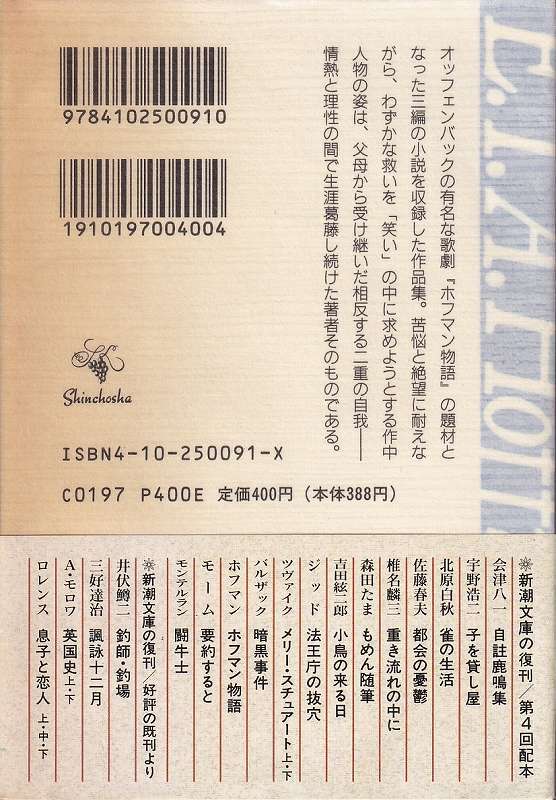 オッフェンバックの有名な歌劇『ホフマン物語』の題材と
なった三編の小説を収録した作品集。苦悩と絶望に耐えな
がら、わずかな救いを「笑い」の中に求めようとする作中
人物の姿は、父母から受け継いだ相反する二重の自我――
情熱と理性の間で生涯葛藤し続けた著者そのものである。
9784102500910
1910197004004
Shinchosha
ISBN4-10-250091-X
C0197 P400E 定価400円（本体388円）
※新潮文庫の復刊／第4回配本
会津八一 自註鹿鳴集
宇野浩二 子を貸し屋
北原白秋 雀の生活
佐藤春夫 都会の憂鬱
椎名麟三 重き流れの中に
森田たま もめん随筆
吉田絃二郎 小鳥の来る日
ジッド 法王庁の抜穴
ツヴァイク メリー・スチュアート上・下
バルザック 暗黒事件
ホフマン ホフマン物語
モーム 要約すると
モンテルラン 闘牛士
※新潮文庫の復刊／好評の既刊より
井伏鱒二 釣師・釣場
三好達治 諷詠十二月
A・モロワ 英国史上・下
ロレンス 息子と恋人 上・中・下